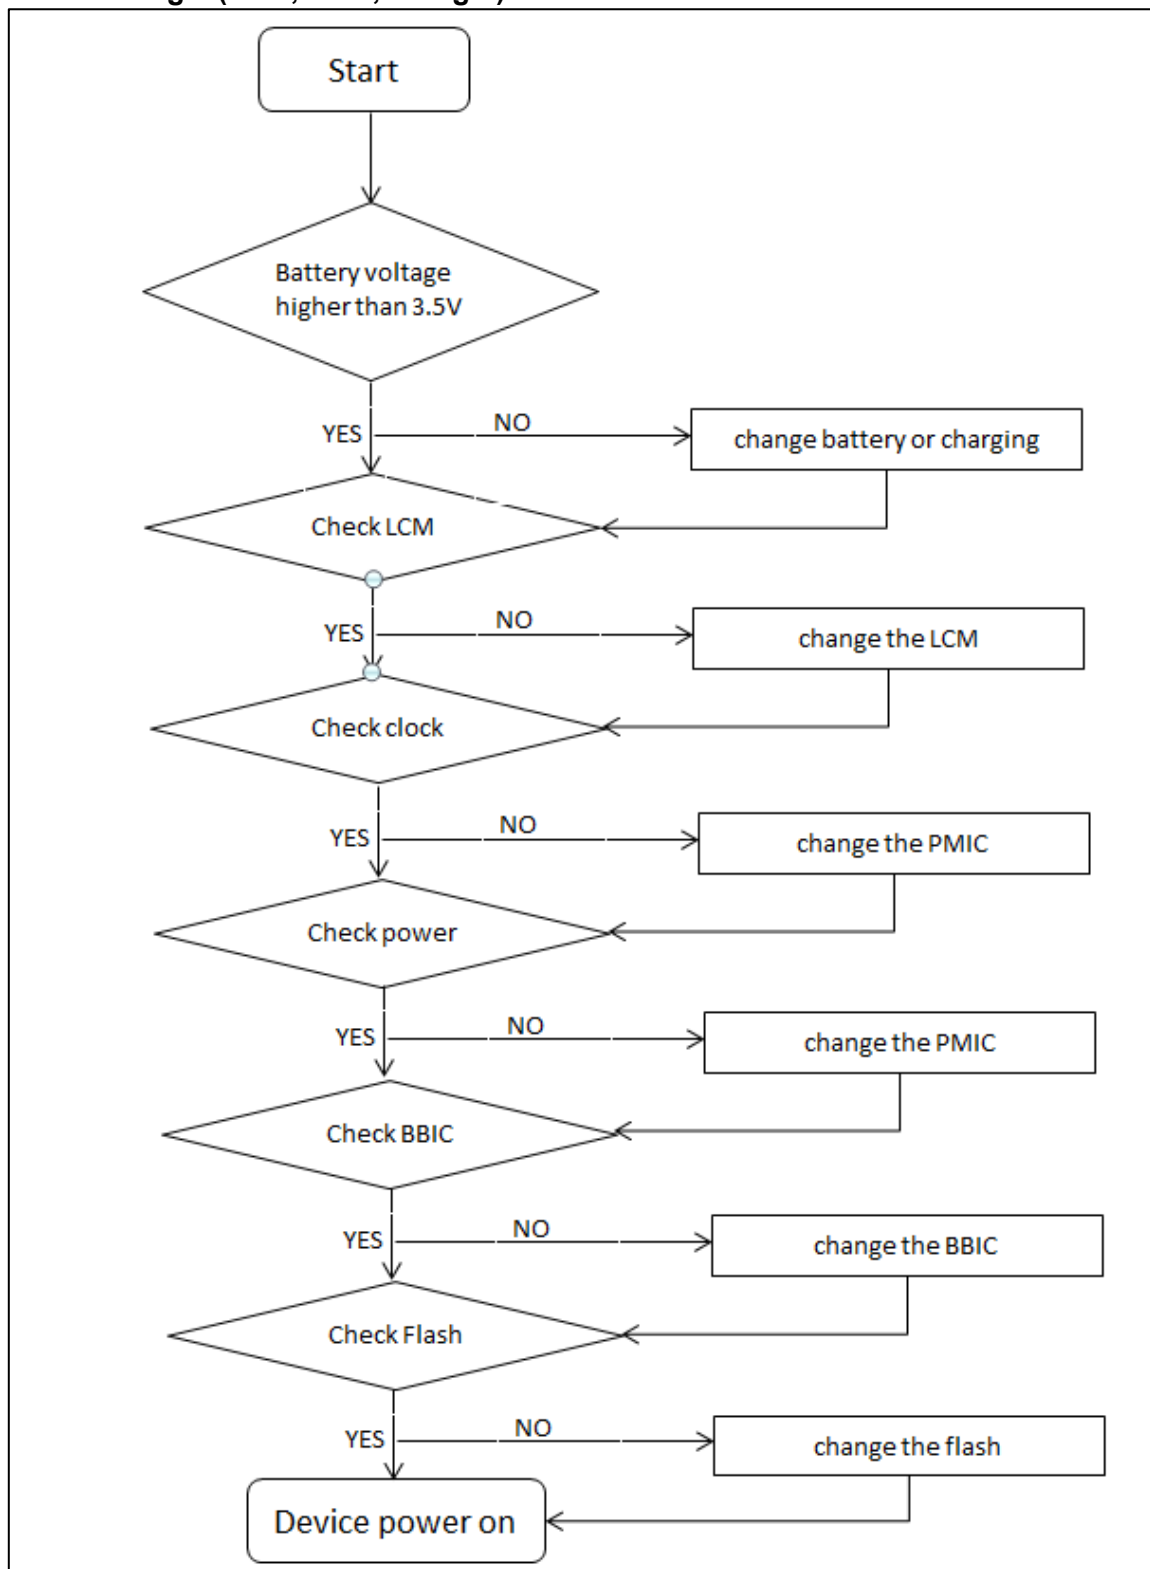 Start
Battery voltage
higher than 3.5V
YES
NO
change battery or charging
Check LCM
YES
NO
change the LCM
Check clock
YES
NO
change the PMIC
Check power
YES
NO
change the PMIC
Check BBIC
YES
NO
change the BBIC
Check Flash
YES
NO
change the flash
Device power on